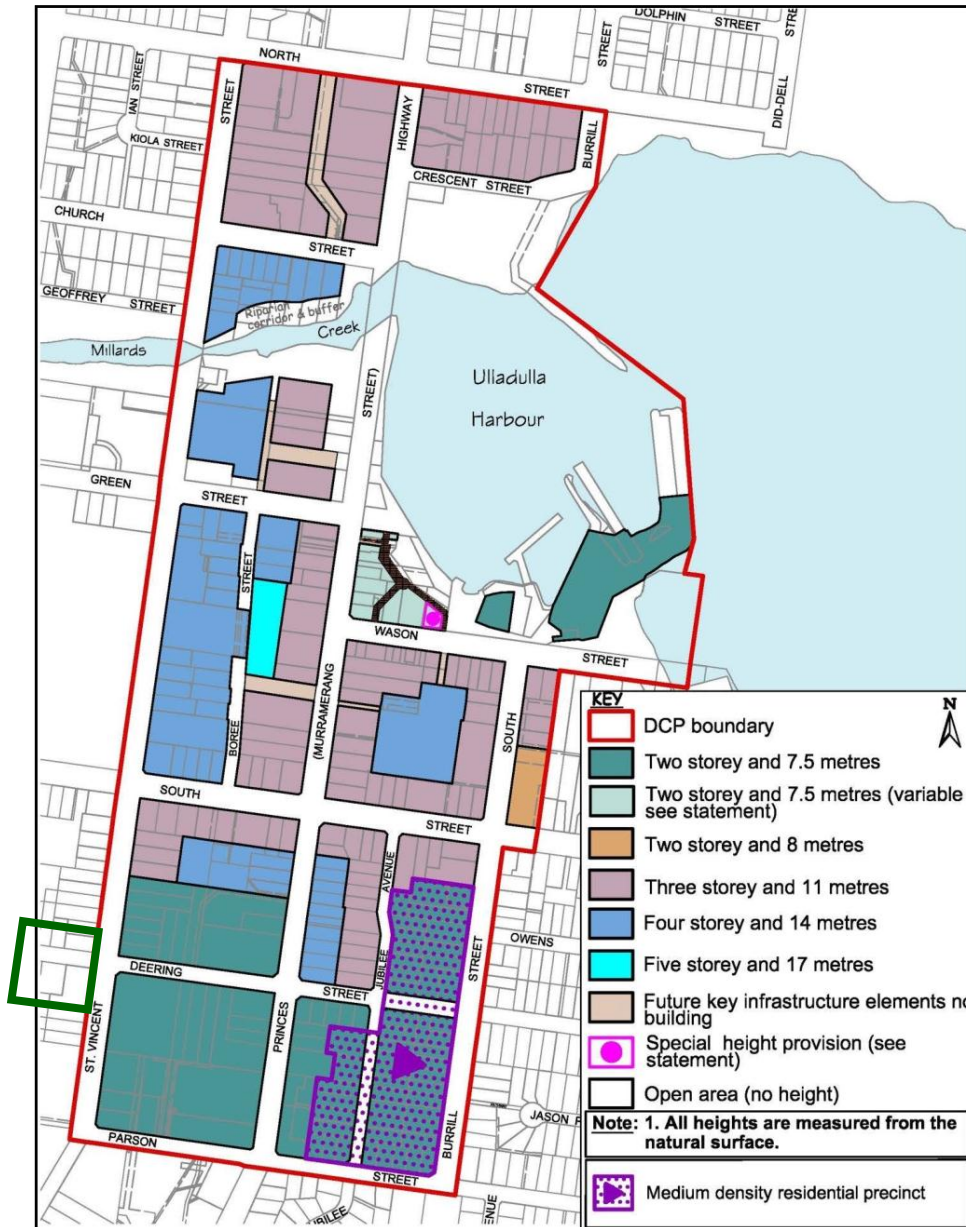 DOLPHIN STREET
STREET
STRE
DID-DELL
NORTH STREET
IAN STREET
KIOLA STREET
STREET
HIGHWAY
BURRILL
CRESCENT STREET
CHURCH STREET
GEOFFREY STREET
Riparian
corridor & buffer
Millards Creek
STREET)
Ulladulla
Harbour
GREEN
STREET
STREET
WASON STREET
BOREE
(MURRAMERANG
SOUTH
SOUTH STREET
AVENUE
JUBILEE
STREET
OWENS
DEERING STREET
ST. VINCENT
PRINCES
BURRILL
JASON P
PARSON STREET
ENUE
JBILEE
KEY
N
DCP boundary
Two storey and 7.5 metres
Two storey and 7.5 metres (variable
see statement)
Two storey and 8 metres
Three storey and 11 metres
Four storey and 14 metres
Five storey and 17 metres
Future key infrastructure elements no
building
Special height provision (see
statement)
Open area (no height)
Note: 1. All heights are measured from the
natural surface.
Medium density residential precinct